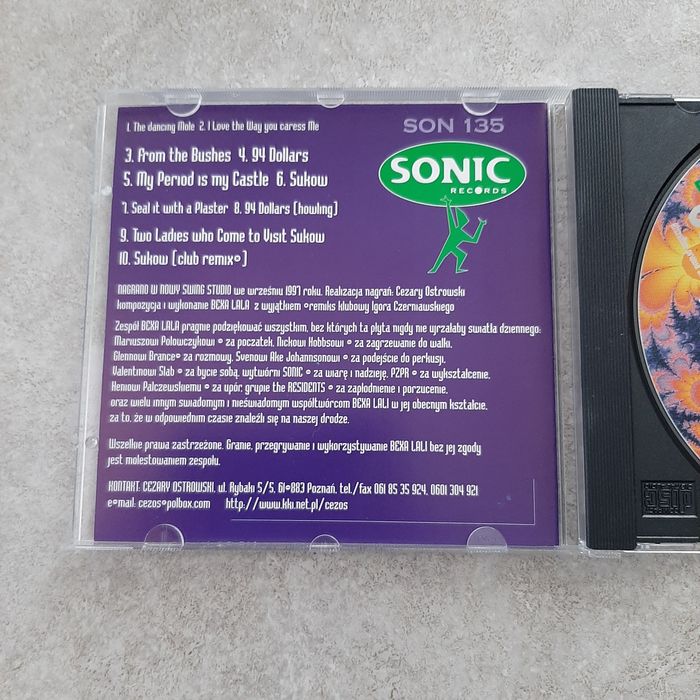 1. The dancing Mole 2. I Love the Way you caress Me
3. From the Bushes 4. 94 Dollars
5. My Period is my Castle 6. Sukow
7. Seal it with a Plaster 8. 94 Dollars (howling)
9. Two Ladies who Come to Visit Sukow
10. Sukow (club remix•)
SON 135
SONIC
RECORDS
NAGRANO W NOWY SWING STUDIO we wrześniu 1997 roku. Realizacja nagrań: Cezary Ostrowski
kompozycja i wykonanie BEXA LALA z wyjątkiem •remiks klubowy Igora Czerniawskiego
Zespół BEXA LALA pragnie podziękować wszystkim, bez których ta płyta nigdy nie ujrzałaby światła dziennego:
Mariuszowi Połowczykowi • za początek, Nickowi Hobbsowi • za zagrzewanie do walki,
Glennowi Brance• za rozmowy, Svenowi Ake Johannsonowi • za podejście do perkusji,
Valentinowi Slab • za bycie sobą, wytwórni SONIC • za wiarę i nadzieję, PZPR • za wykształcenie,
Heniowi Palczewskiemu • za upór, grupie the RESIDENTS • za zapłodnienie i porzucenie,
oraz wielu innym świadomym i nieświadomym współtwórcom BEXA LALI w jej obecnym kształcie,
za to, że w odpowiednim czasie znaleźli się na naszej drodze.
Wszelkie prawa zastrzeżone. Granie, przegrywanie i wykorzystywanie BEXA LALI bez jej zgody
jest molestowaniem zespołu.
KONTAKT: CEZARY OSTROWSKI, ul. Rybaki 5/5, 61•883 Poznań, tel./fax 061 85 35 924, 0601 304 921
e•mail: cezos•polbox.com http://www.kki.net.pl/cezos